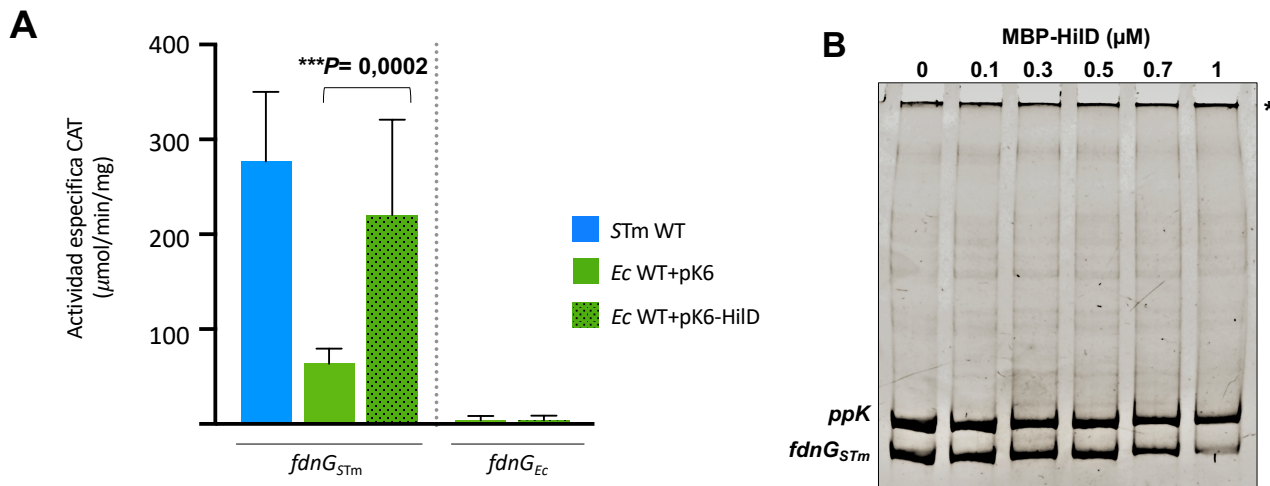 A
Actividad especifica CAT
(µmol/min/mg)
400
300
200
100
***P= 0,0002
STm WT
Ec WT+pK6
Ec WT+pK6-HilD
fdnGSTm
fdnGEc
B
MBP-HilD (µM)
0 0.1 0.3 0.5 0.7 1
*
ppK
fdnGSTm